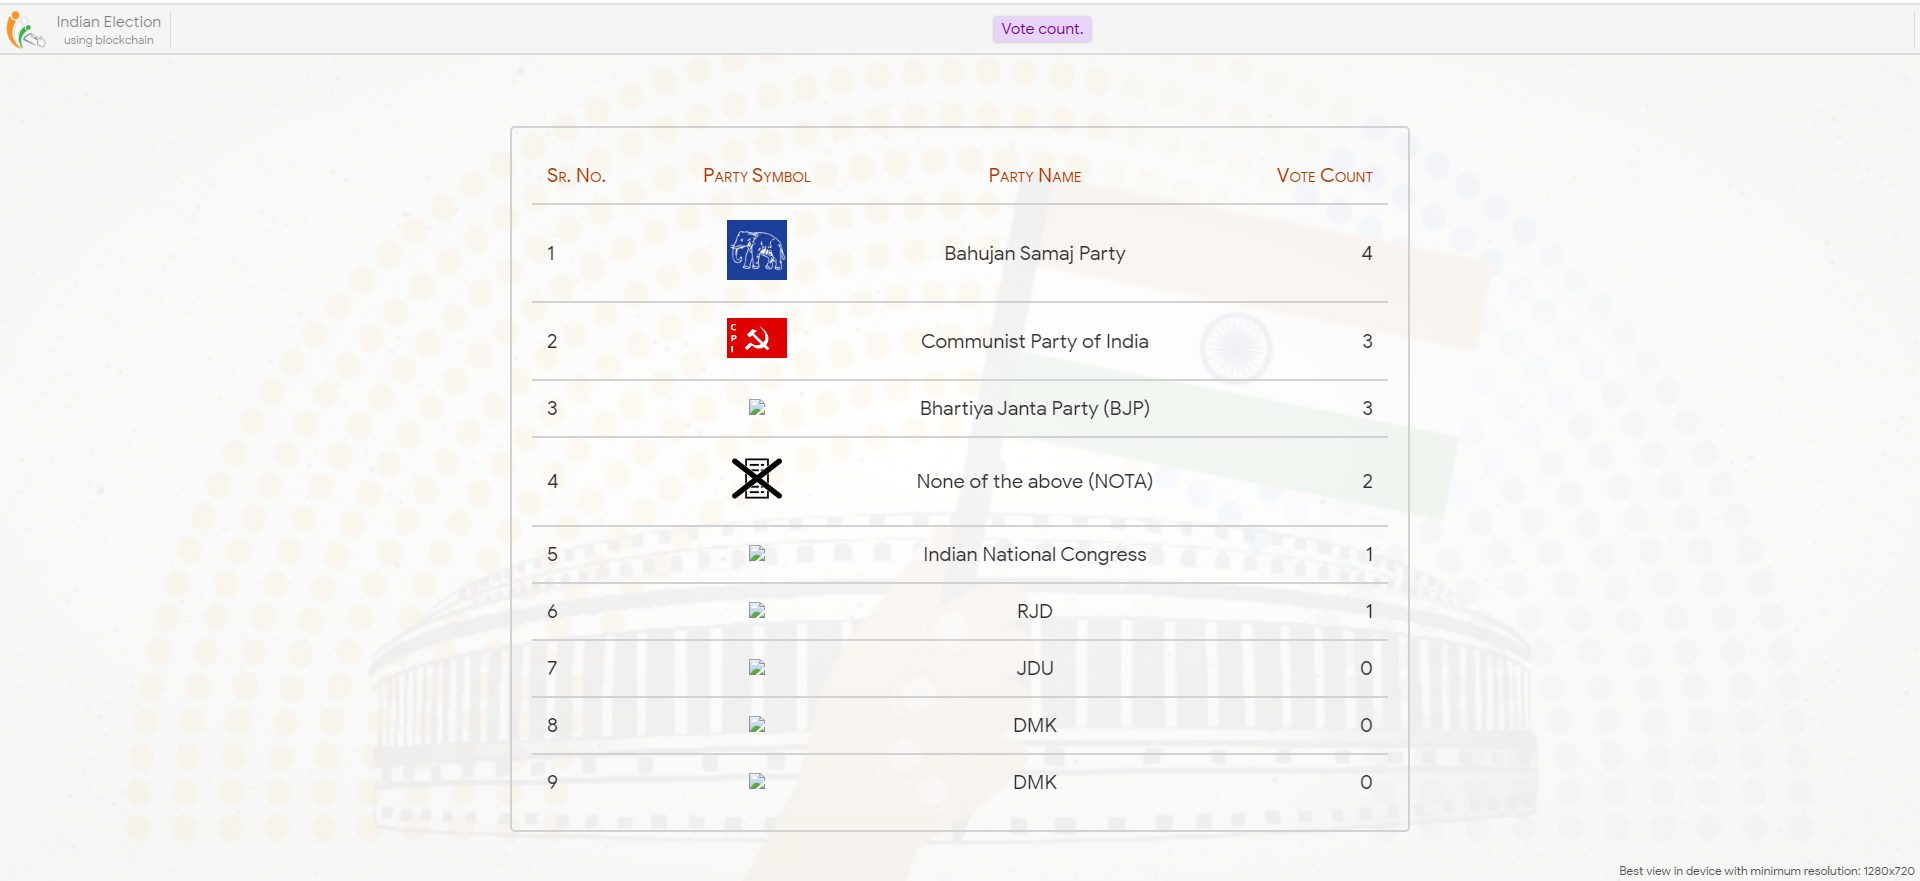 Indian Election
using blockchain
Vote count.
Sr. No. Party Symbol Party Name Vote Count
1 Bahujan Samaj Party 4
2 C P I Communist Party of India 3
3 Bhartiya Janta Party (BJP) 3
4 None of the above (NOTA) 2
5 Indian National Congress 1
6 RJD 1
7 JDU 0
8 DMK 0
9 DMK 0
Best view in device with minimum resolution: 1280x720